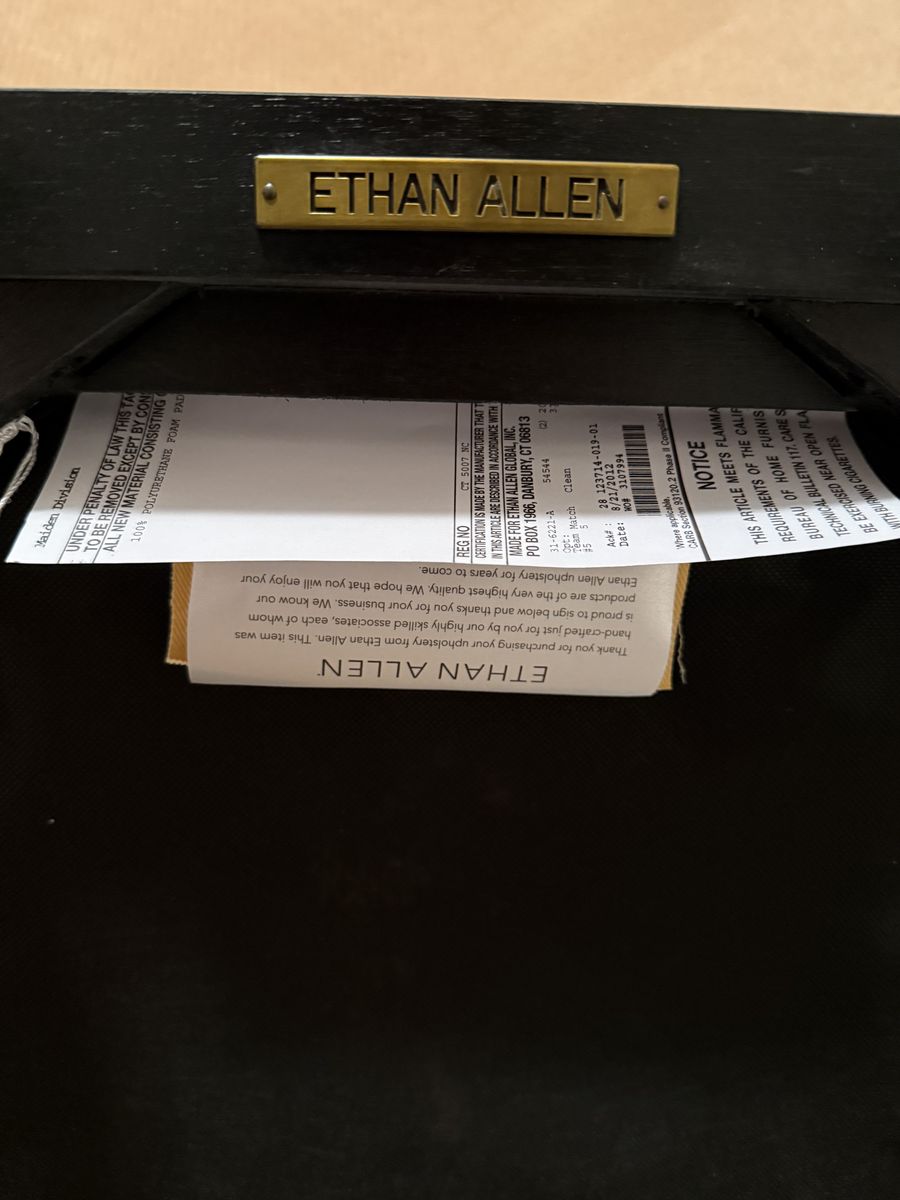 ETHAN ALLEN
Maiden Division
UNDER PENALTY OF LAW THIS TA
TO BE REMOVED EXCEPT BY CON
ALL NEW MATERIAL CONSISTING
100% POLYURETHANE FOAM PAD
REG NO CT 5007 NC
CERTIFICATION IS MADE BY THE MANUFACTURER THAT T
IN THIS ARTICLE ARE DESCRIBED IN ACCORDANCE WITH
MADE FOR ETHAN ALLEN GLOBAL, INC.
PO BOX 1966, DANBURY, CT 06813
31-6221-A 54544 (2) 20
Opt: Clean
Team Match
#5 5
Ack#: 28 123714-019-01
Date: 8/21/2012
WO# 3107994
Where applicable.
CARB Section 93120.2 Phase II Compliant
NOTICE
THIS ARTICLE MEETS FLAMMA
REQUIREMENTS OF THE CALIF
BUREAU OF HOME FURNIS
TECHNICAL BULLETIN 117. CARE S
BE EXERCISED NEAR OPEN FLA
WITH BURNING CIGARETTES.
ETHAN ALLEN
Thank you for purchasing your upholstery from Ethan Allen. This item was
hand-crafted just for you by our highly skilled associates, each of whom
is proud to sign below and thanks you for your business. We know our
products are of the very highest quality. We hope that you will enjoy your
Ethan Allen upholstery for years to come.